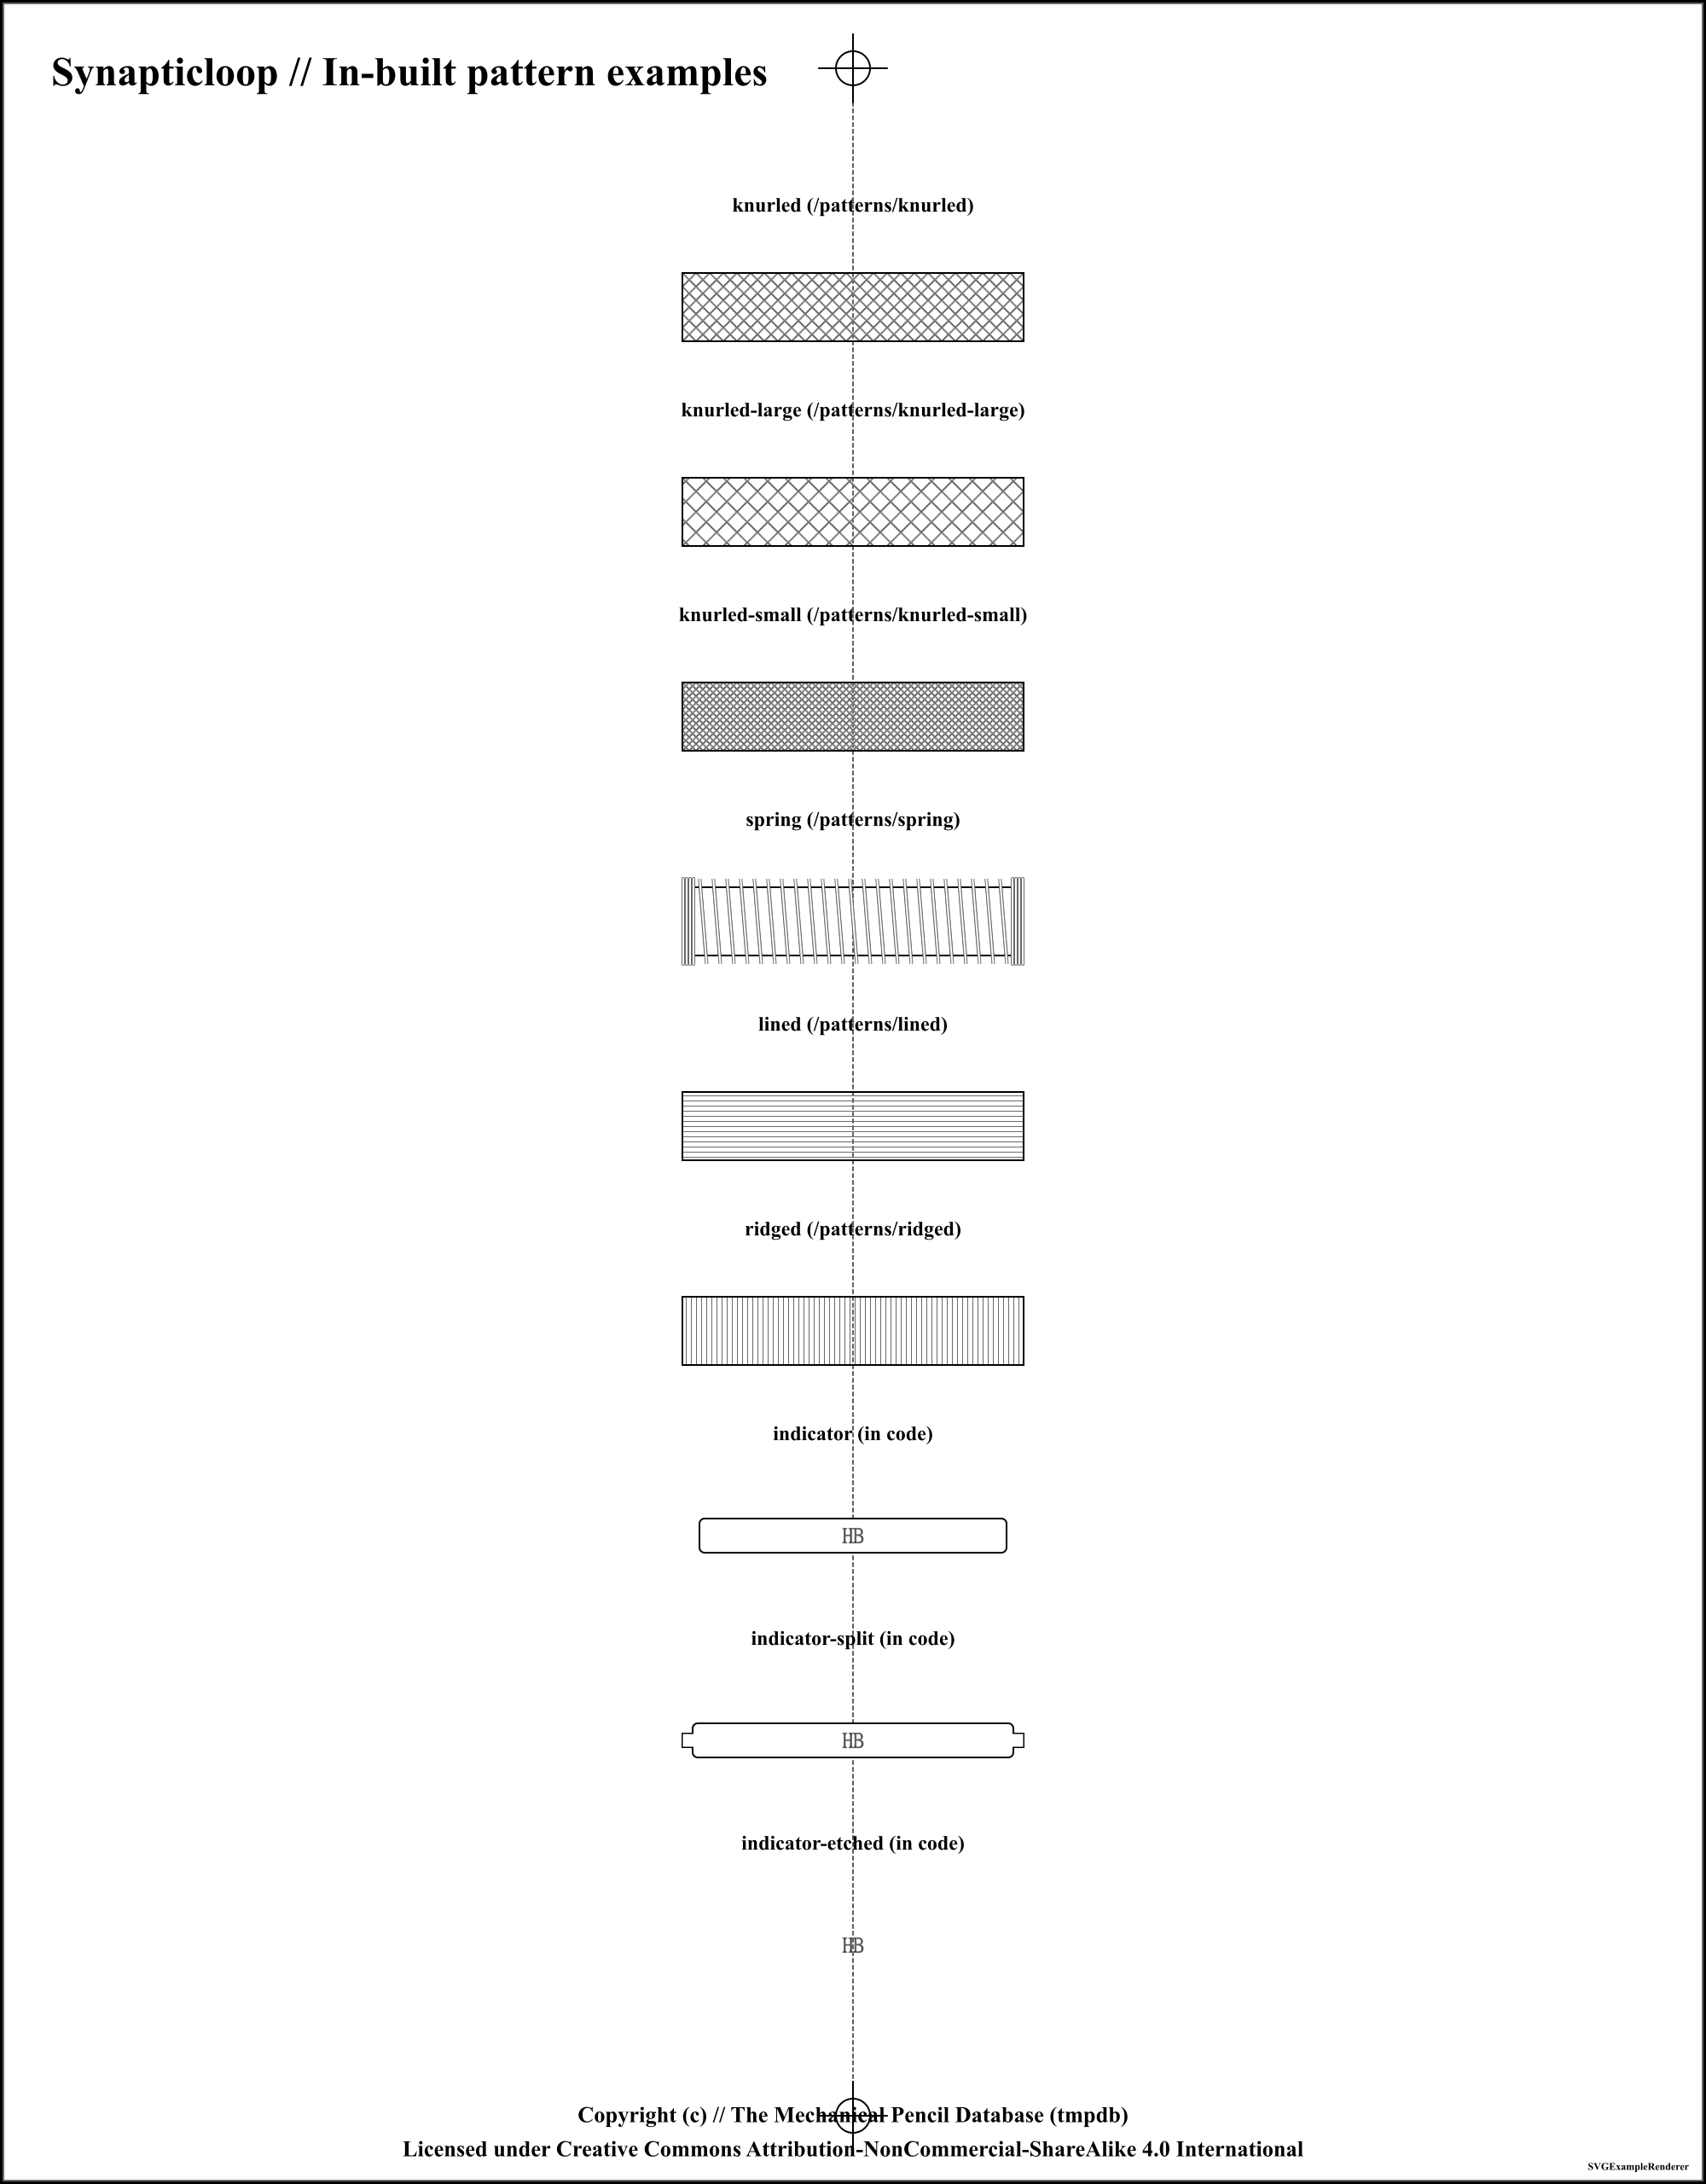 Synapticloop // In-built pattern examples
knurled (/patterns/knurled)
knurled-large (/patterns/knurled-large)
knurled-small (/patterns/knurled-small)
spring (/patterns/spring)
lined (/patterns/lined)
ridged (/patterns/ridged)
indicator (in code)
HB
indicator-split (in code)
HB
indicator-etched (in code)
HB
Copyright (c) // The Mechanical Pencil Database (tmpdb)
Licensed under Creative Commons Attribution-NonCommercial-ShareAlike 4.0 International
SVGExampleRenderer